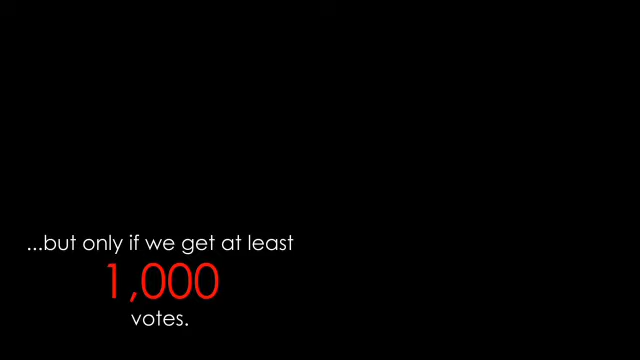 ...but only if we get at least
1,000
votes.